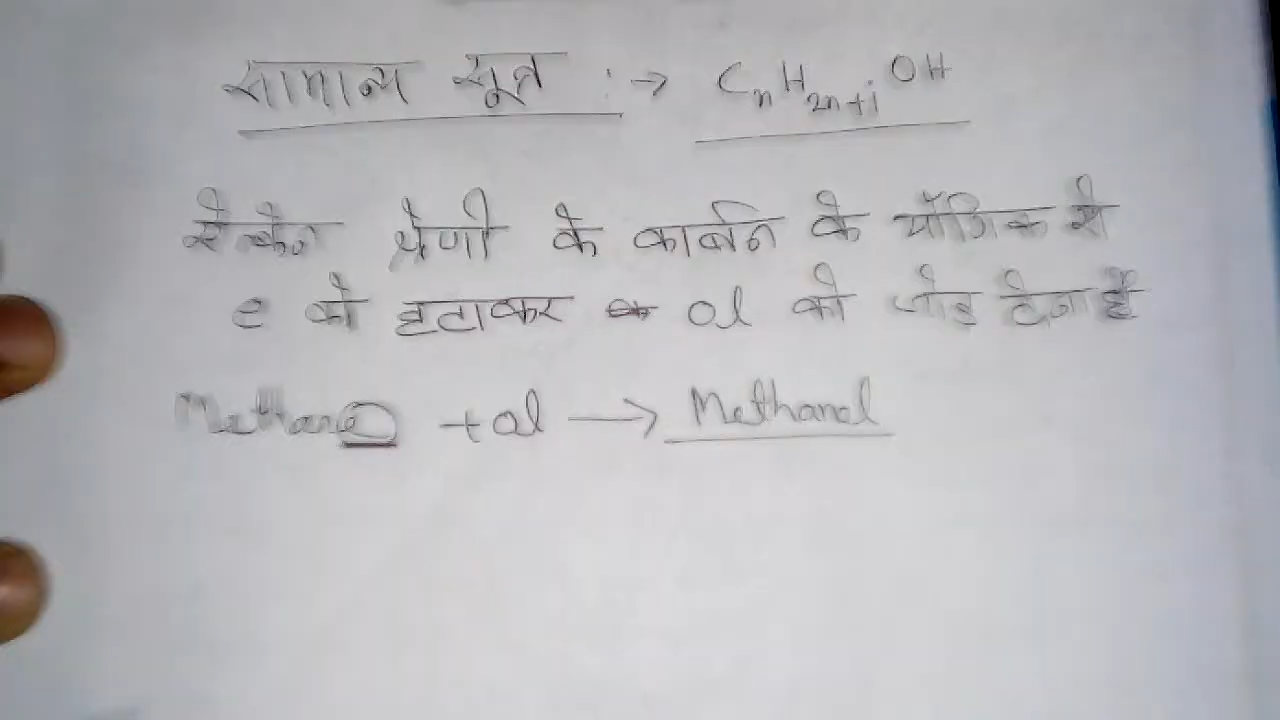 सामान्य सूत्र :→ CnH2n+1OH
ऐल्केन श्रेणी के कार्बन के यौगिक से
e को हटाकर ol को जोड़ देता है
Methane + ol → Methanol